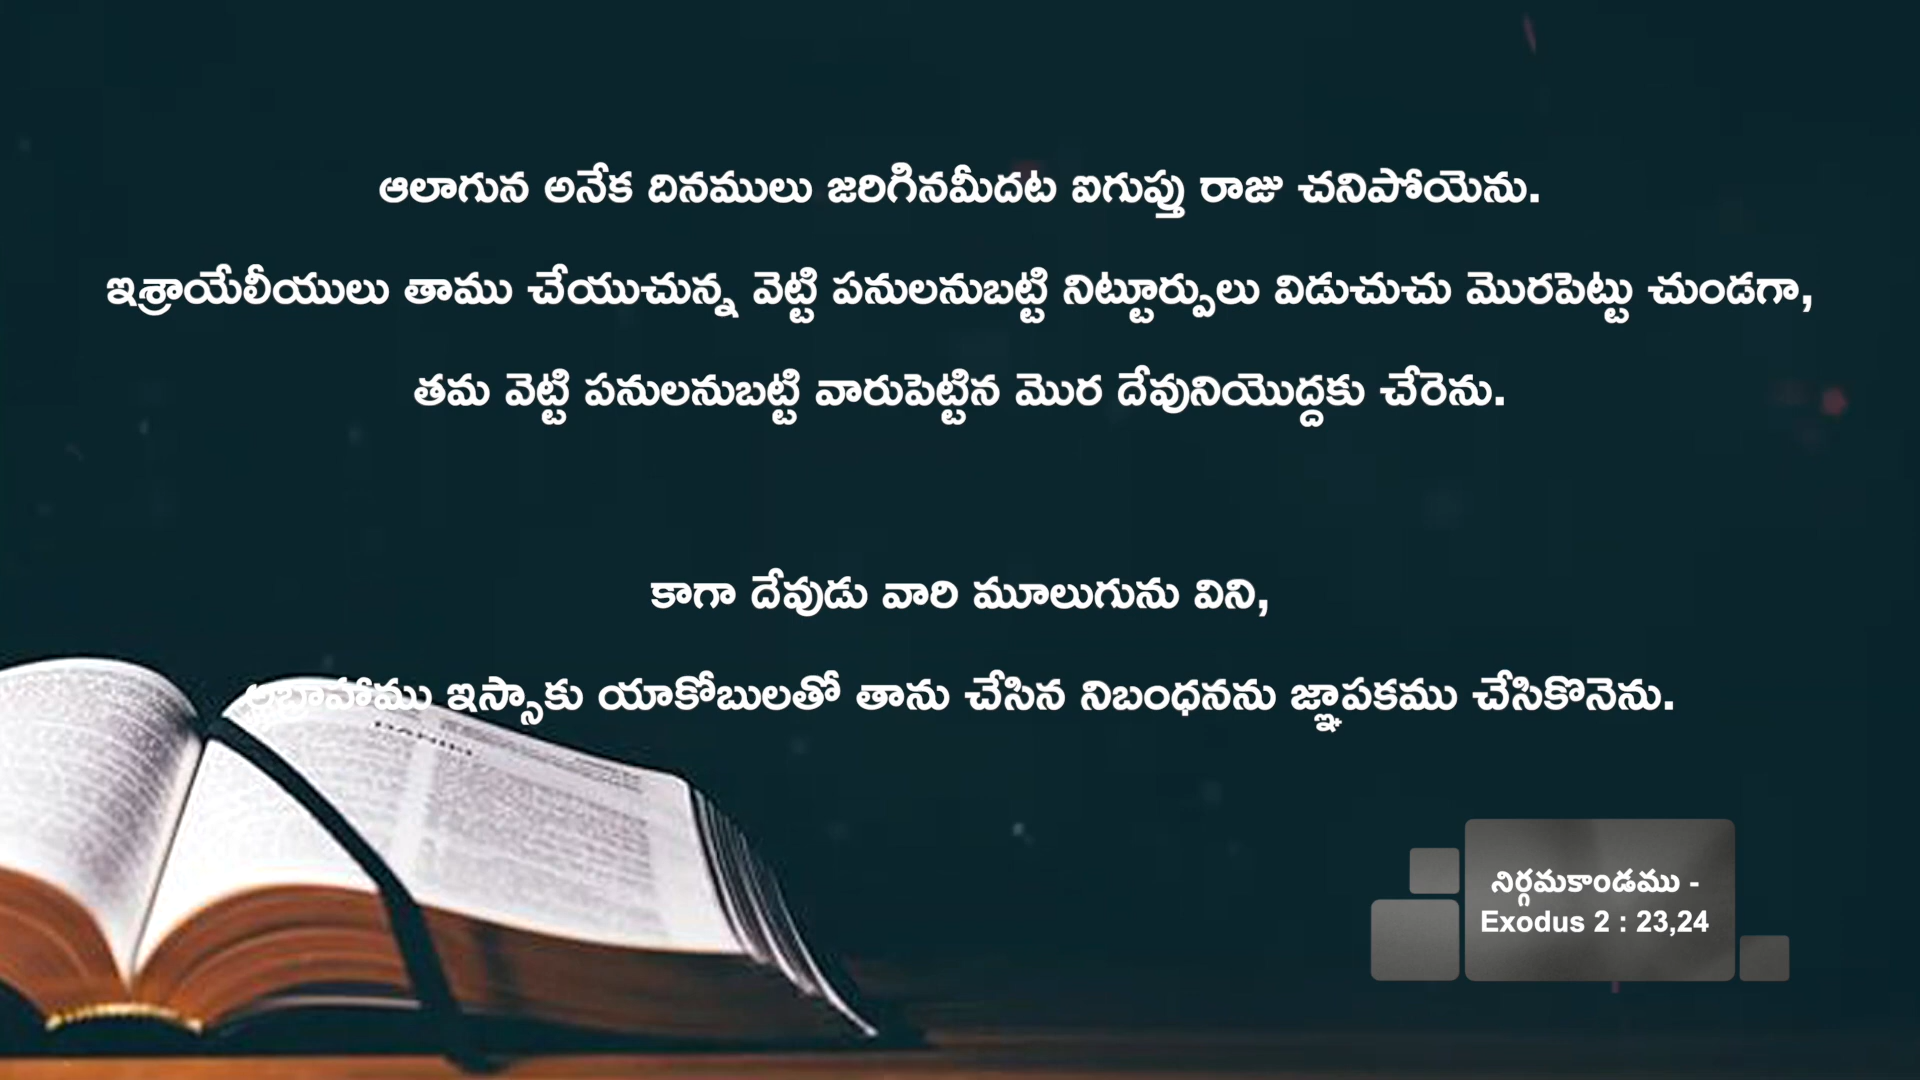 ఆలాగున అనేక దినములు జరిగినమీదట ఐగుప్తు రాజు చనిపోయెను.
ఇశ్రాయేలీయులు తాము చేయుచున్న వెట్టి పనులనుబట్టి నిట్టూర్పులు విడుచుచు మొరపెట్టు చుండగా,
తమ వెట్టి పనులనుబట్టి వారుపెట్టిన మొర దేవునియొద్దకు చేరెను.
కాగా దేవుడు వారి మూలుగును విని,
అబ్రాహాము ఇస్సాకు యాకోబులతో తాను చేసిన నిబంధనను జ్ఞాపకము చేసికొనెను.
నిర్గమకాండము -
Exodus 2 : 23,24